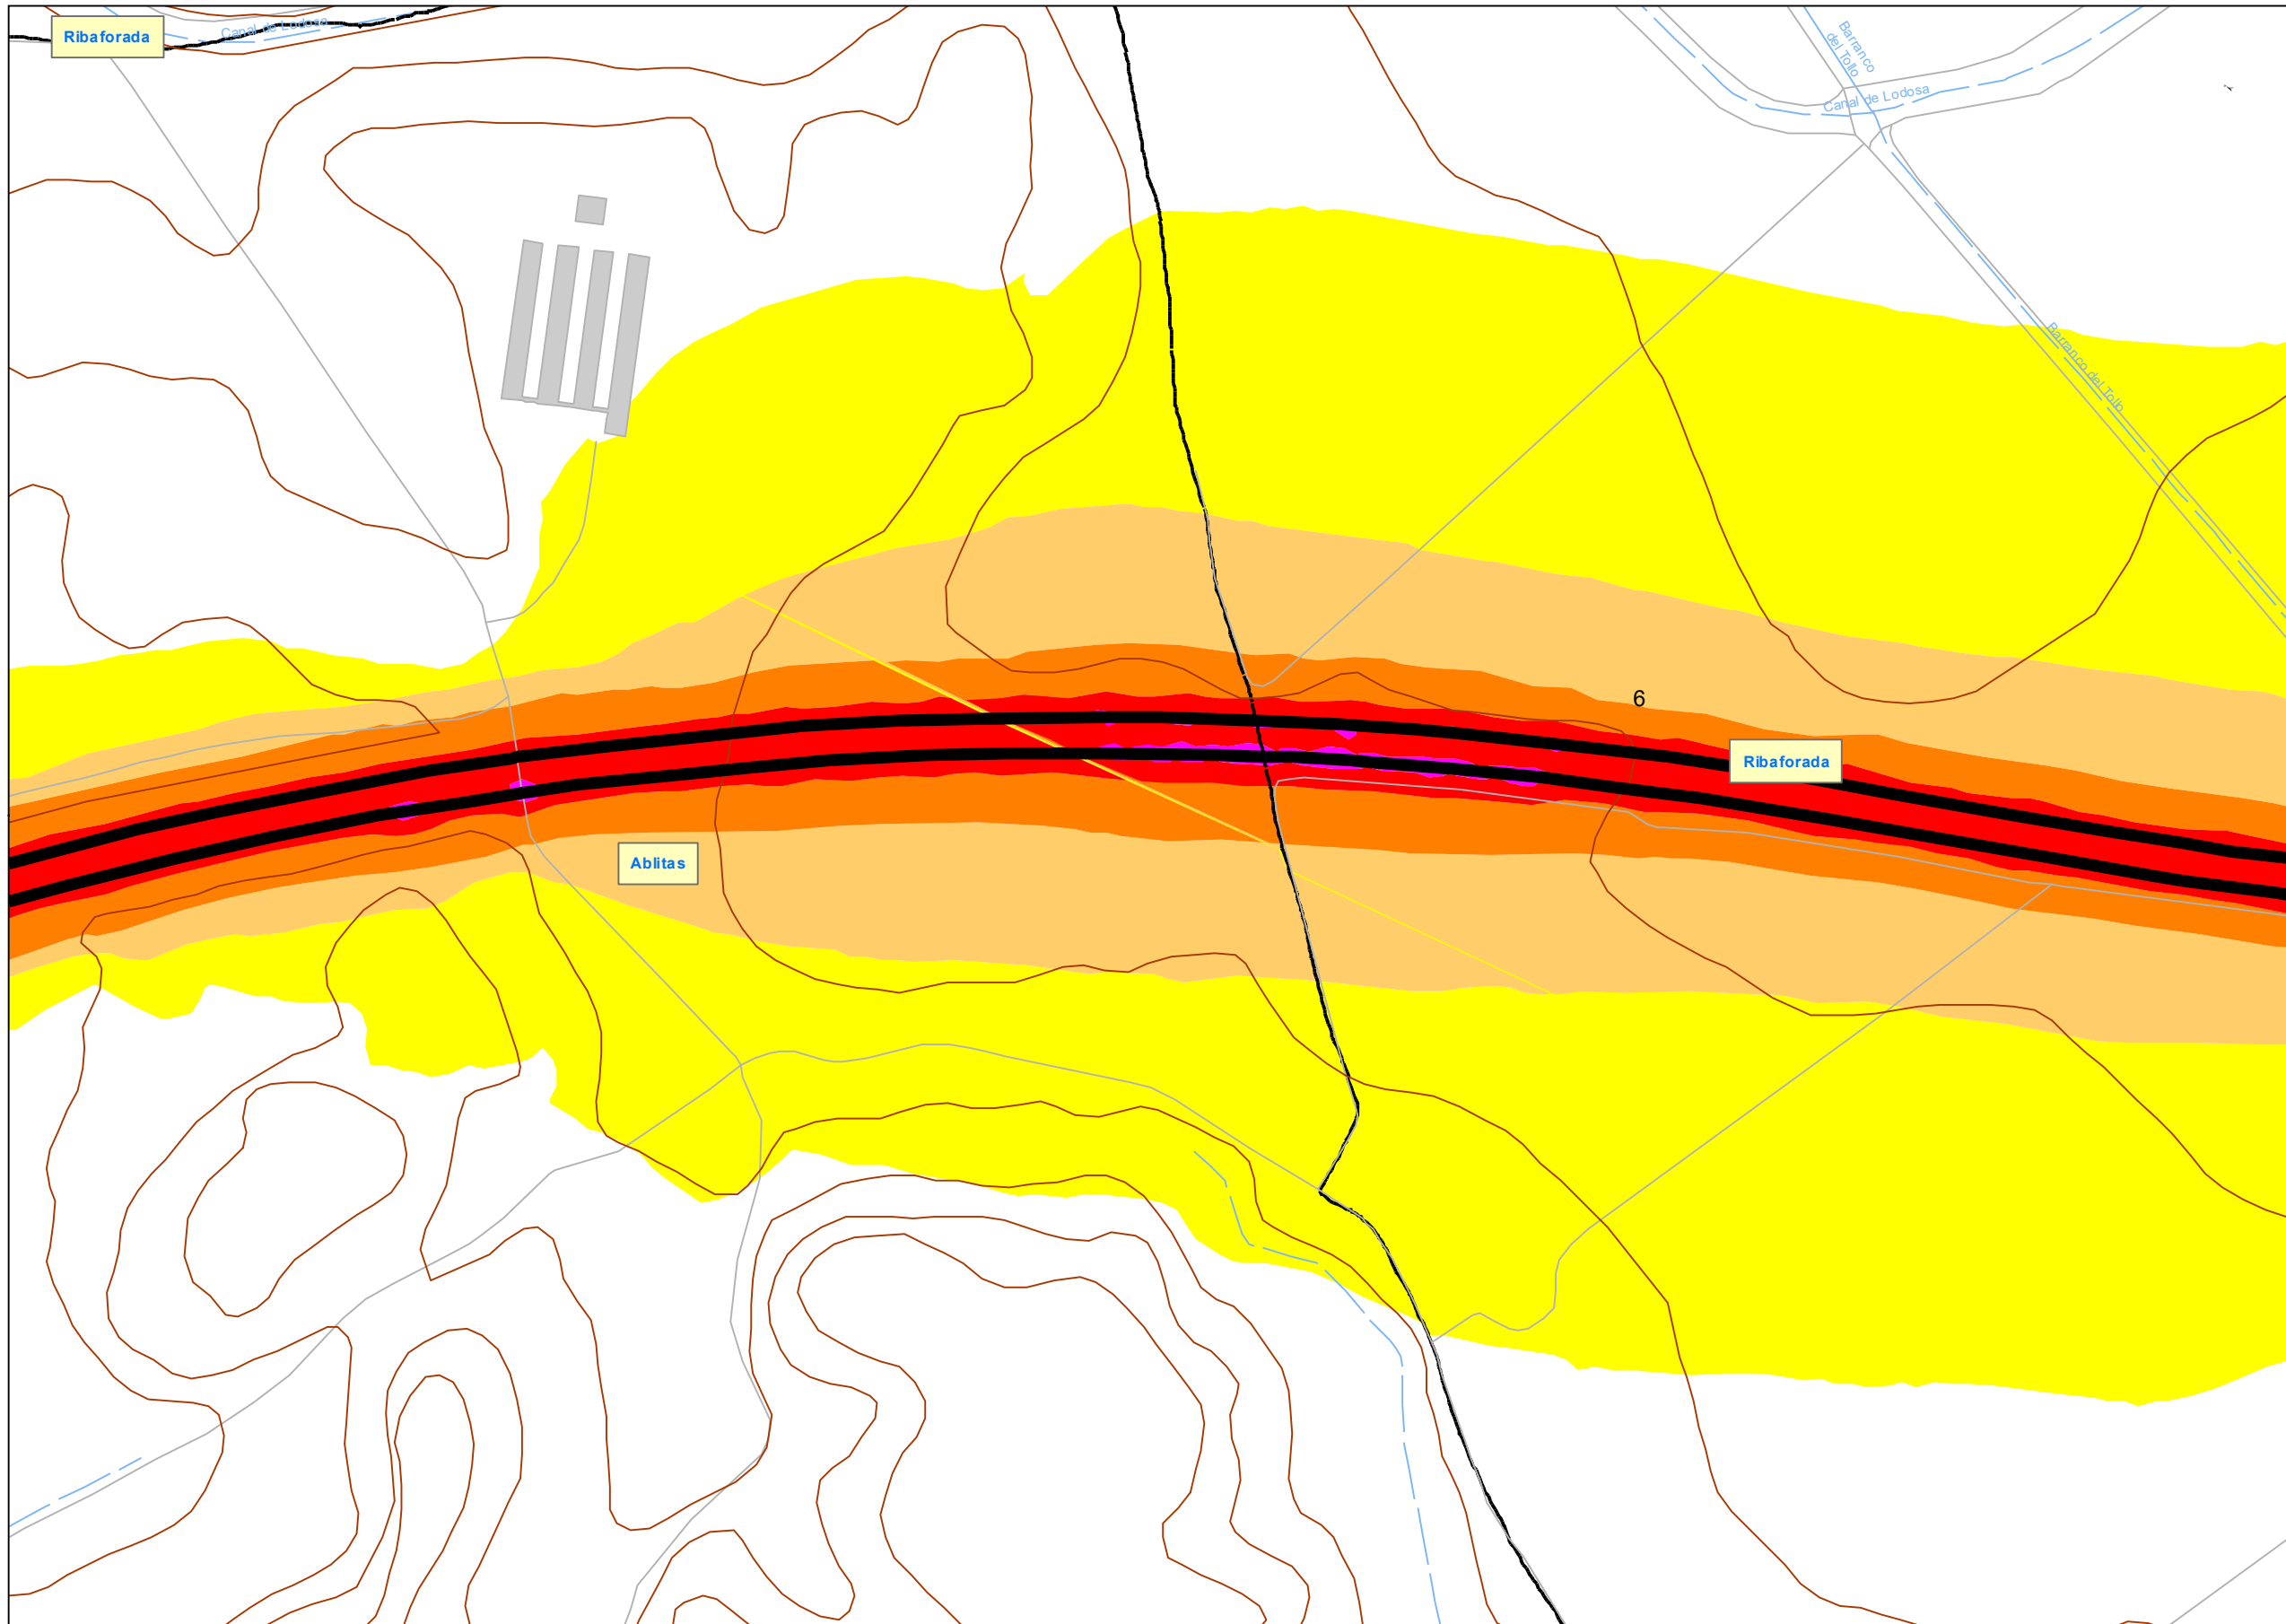 Canal de Lodosa
Ribaforada
Barranco
del Tollo
Canal de Lodosa
Barranco del Tollo
6
Ribaforada
Ablitas